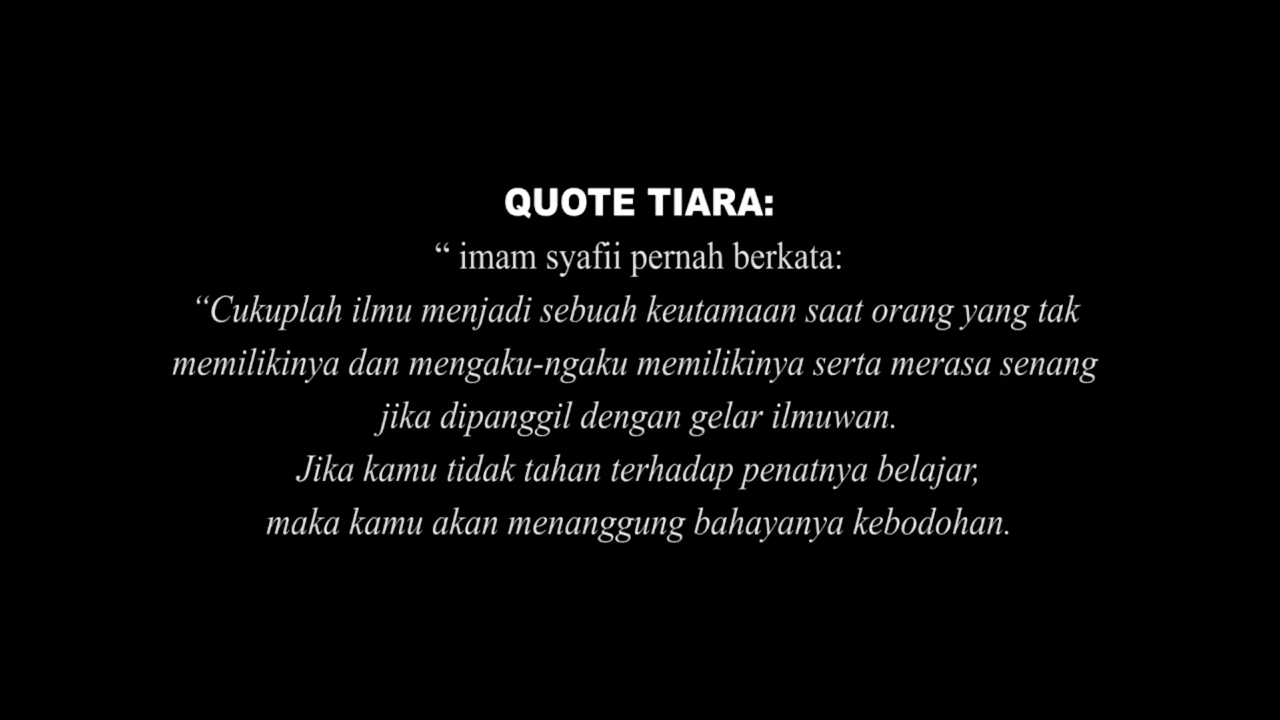 QUOTE TIARA:
“ imam syafii pernah berkata:
“Cukuplah ilmu menjadi sebuah keutamaan saat orang yang tak
memilikinya dan mengaku-ngaku memilikinya serta merasa senang
jika dipanggil dengan gelar ilmuwan.
Jika kamu tidak tahan terhadap penatnya belajar,
maka kamu akan menanggung bahayanya kebodohan.